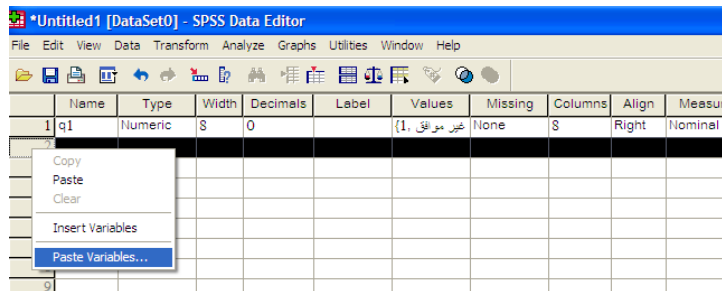 *Untitled1 [DataSet0] - SPSS Data Editor
File Edit View Data Transform Analyze Graphs Utilities Window Help
Name Type Width Decimals Label Values Missing Columns Align Measu
1 q1 Numeric 8 0 {1, غير موافق None 8 Right Nominal
2
Copy
Paste
Clear
Insert Variables
Paste Variables...
9